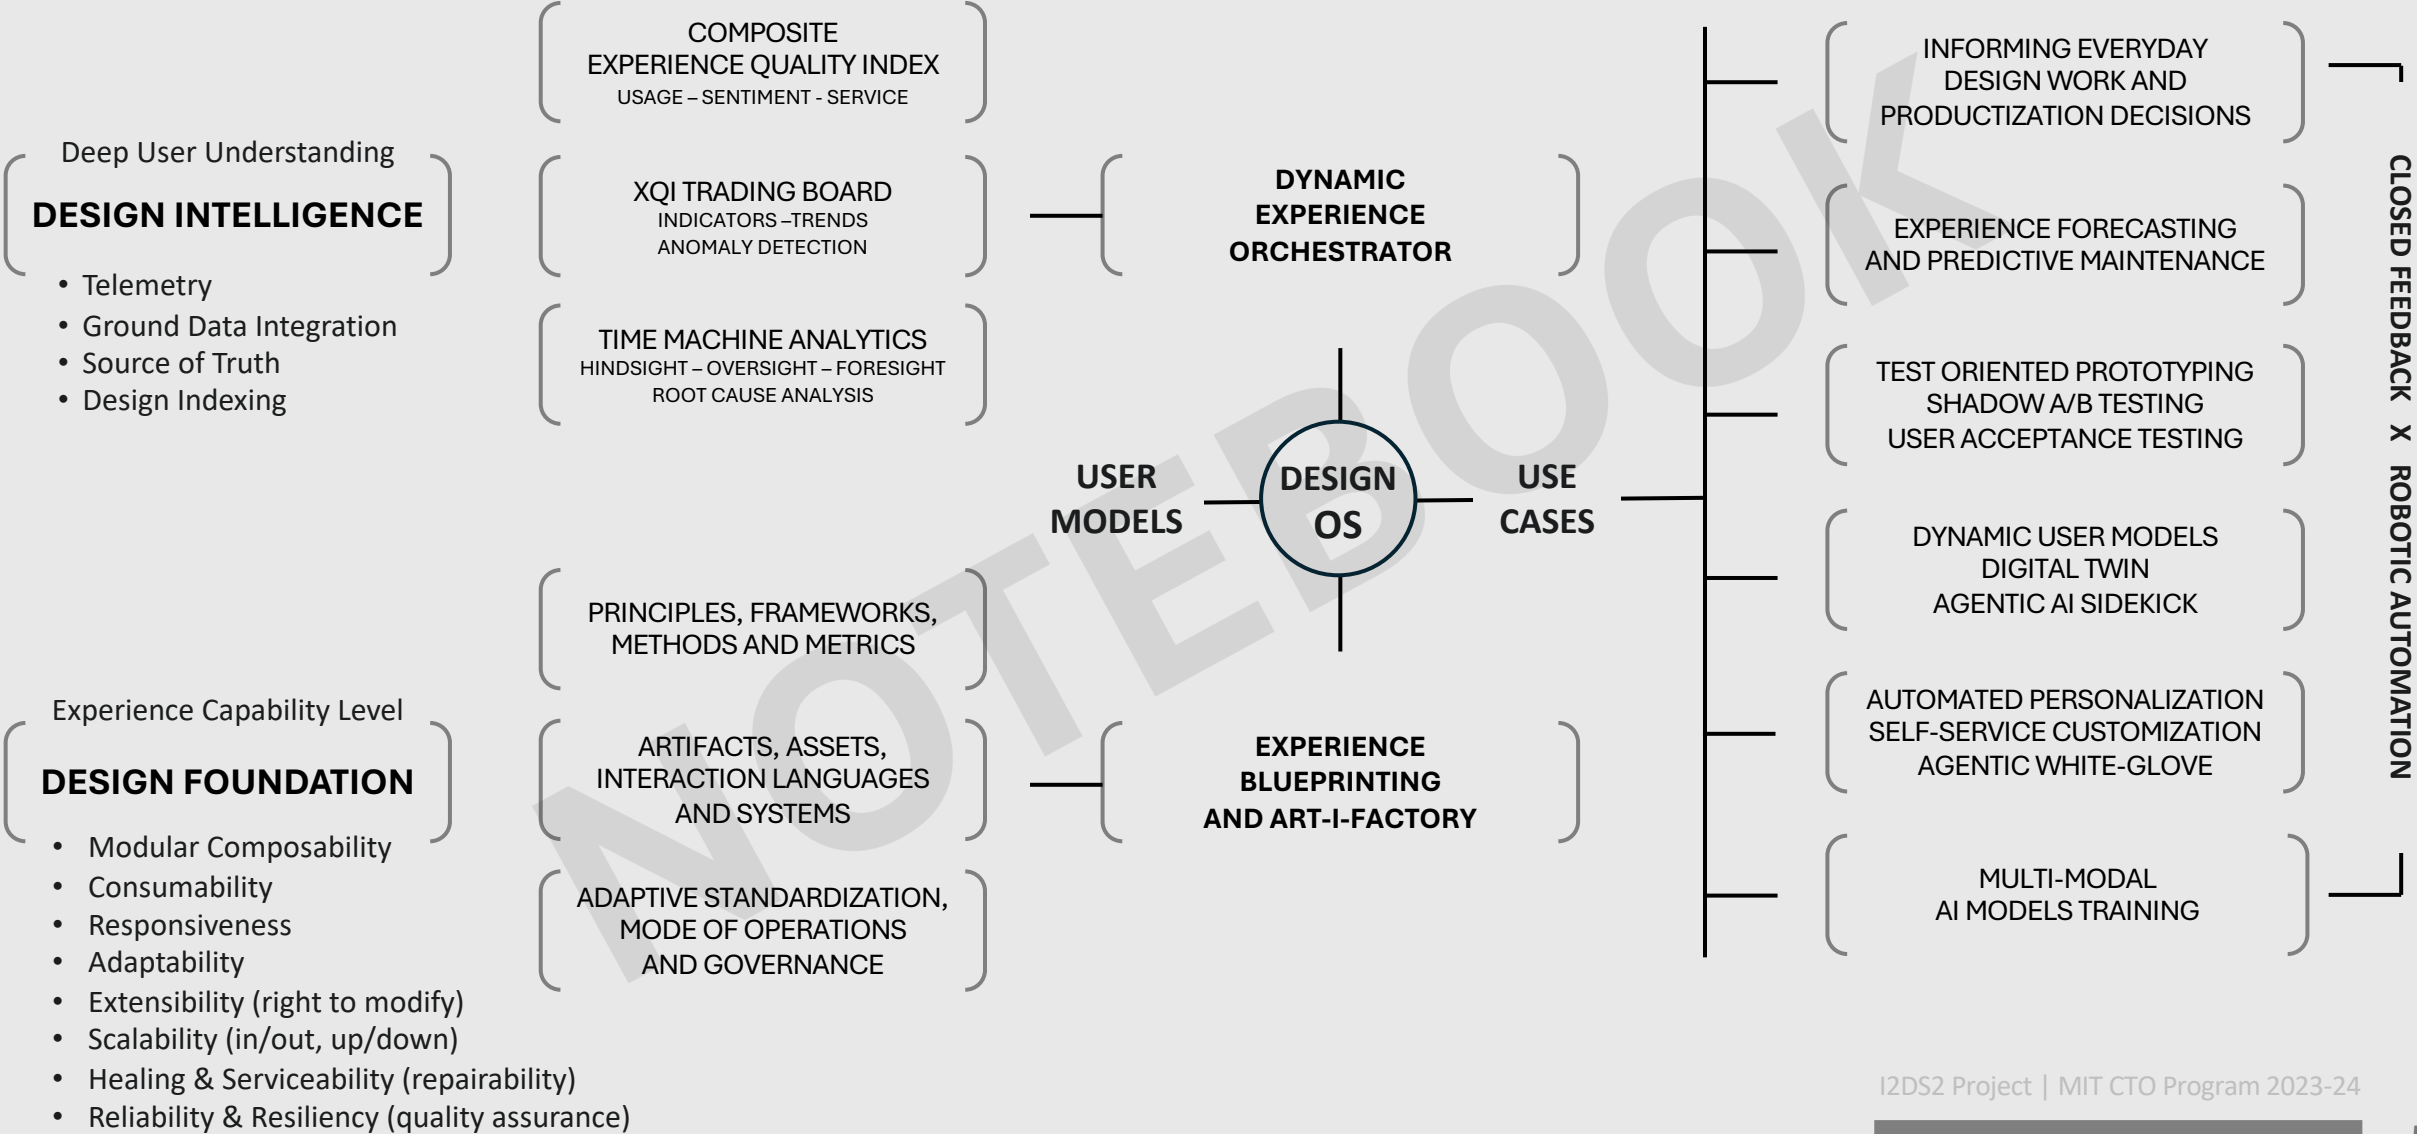 Deep User Understanding
DESIGN INTELLIGENCE
• Telemetry
• Ground Data Integration
• Source of Truth
• Design Indexing
Experience Capability Level
DESIGN FOUNDATION
• Modular Composability
• Consumability
• Responsiveness
• Adaptability
• Extensibility (right to modify)
• Scalability (in/out, up/down)
• Healing & Serviceability (repairability)
• Reliability & Resiliency (quality assurance)
COMPOSITE
EXPERIENCE QUALITY INDEX
USAGE – SENTIMENT - SERVICE
XQI TRADING BOARD
INDICATORS –TRENDS
ANOMALY DETECTION
TIME MACHINE ANALYTICS
HINDSIGHT – OVERSIGHT – FORESIGHT
ROOT CAUSE ANALYSIS
PRINCIPLES, FRAMEWORKS,
METHODS AND METRICS
ARTIFACTS, ASSETS,
INTERACTION LANGUAGES
AND SYSTEMS
ADAPTIVE STANDARDIZATION,
MODE OF OPERATIONS
AND GOVERNANCE
DYNAMIC
EXPERIENCE
ORCHESTRATOR
USER
MODELS
DESIGN
OS
USE
CASES
EXPERIENCE
BLUEPRINTING
AND ART-I-FACTORY
INFORMING EVERYDAY
DESIGN WORK AND
PRODUCTIZATION DECISIONS
EXPERIENCE FORECASTING
AND PREDICTIVE MAINTENANCE
TEST ORIENTED PROTOTYPING
SHADOW A/B TESTING
USER ACCEPTANCE TESTING
DYNAMIC USER MODELS
DIGITAL TWIN
AGENTIC AI SIDEKICK
AUTOMATED PERSONALIZATION
SELF-SERVICE CUSTOMIZATION
AGENTIC WHITE-GLOVE
MULTI-MODAL
AI MODELS TRAINING
CLOSED FEEDBACK X ROBOTIC AUTOMATION
NOTEBOOK
I2DS2 Project | MIT CTO Program 2023-24